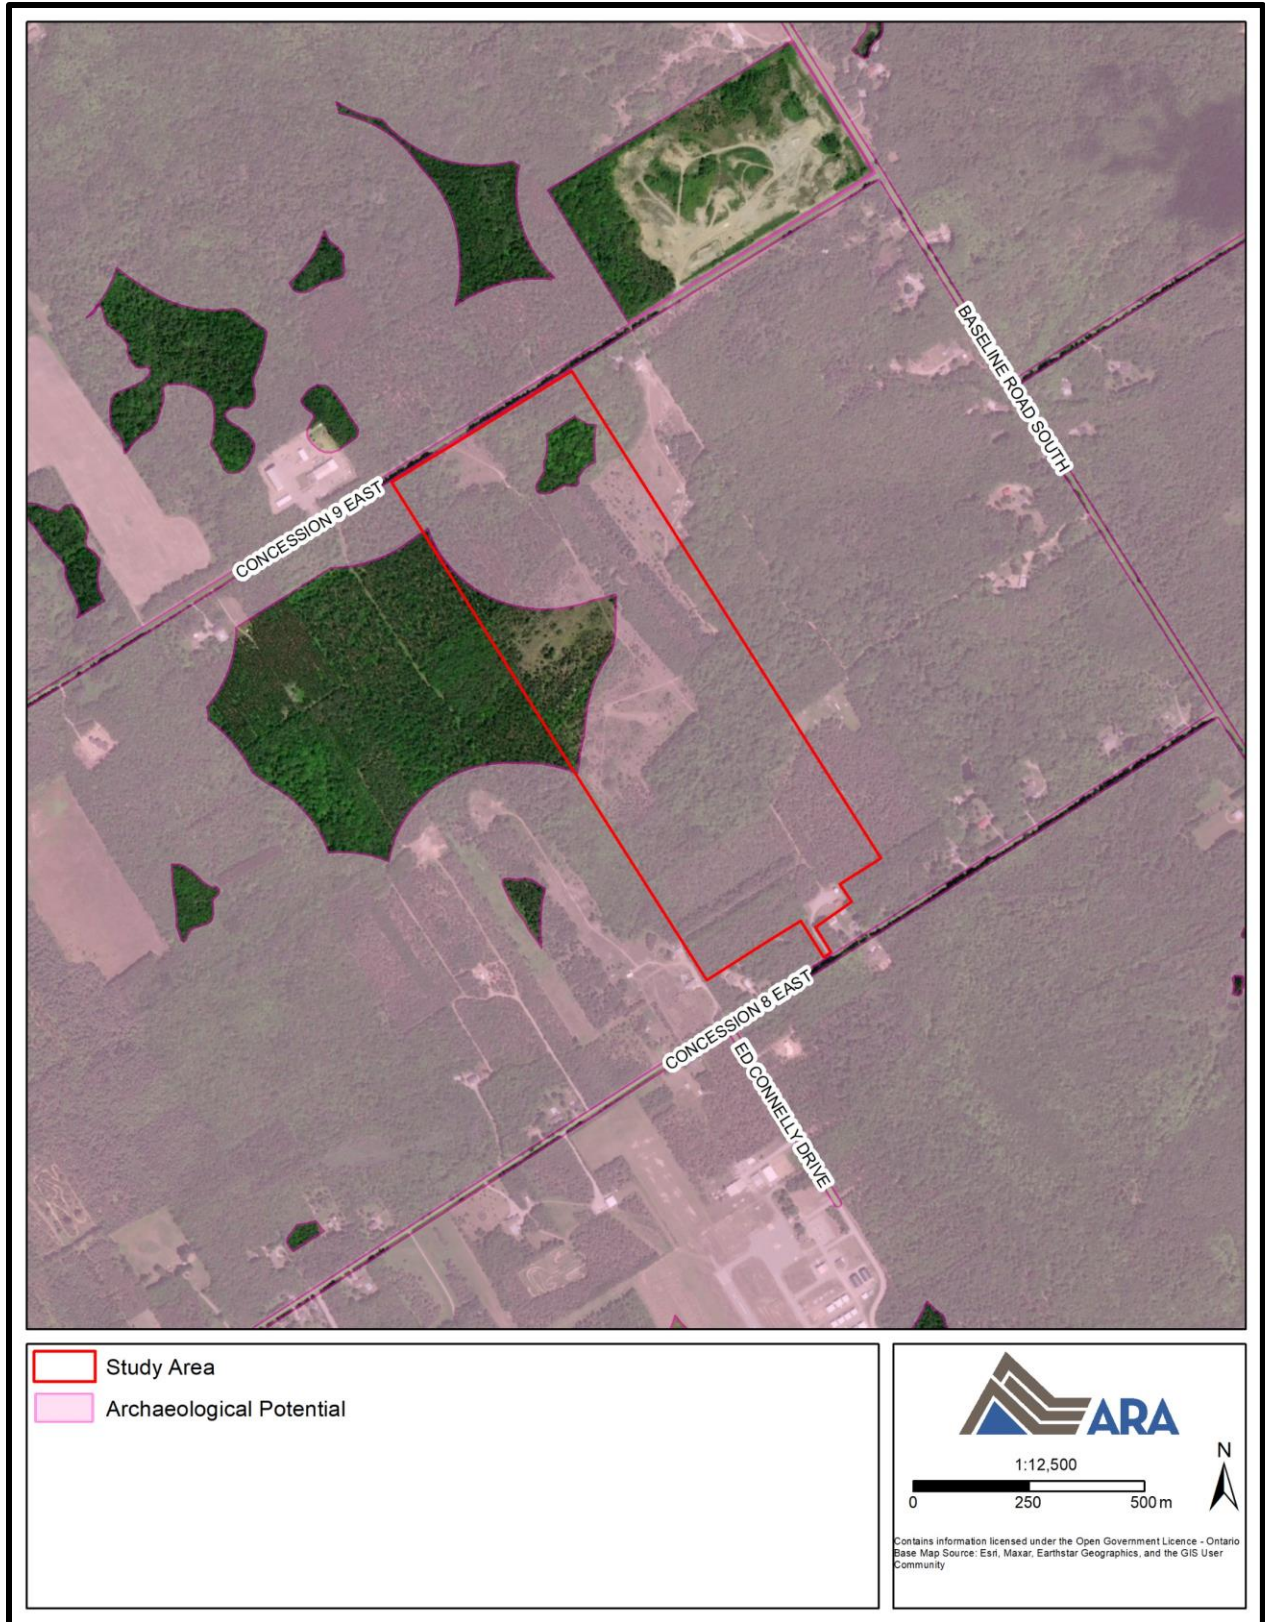 BASELINE ROAD SOUTH
CONCESSION 9 EAST
CONCESSION 8 EAST
ED CONNELLY DRIVE
Study Area
Archaeological Potential
ARA
1:12,500
N
0 250 500 m
Contains information licensed under the Open Government Licence - Ontario
Base Map Source: Esri, Maxar, Earthstar Geographics, and the GIS User
Community